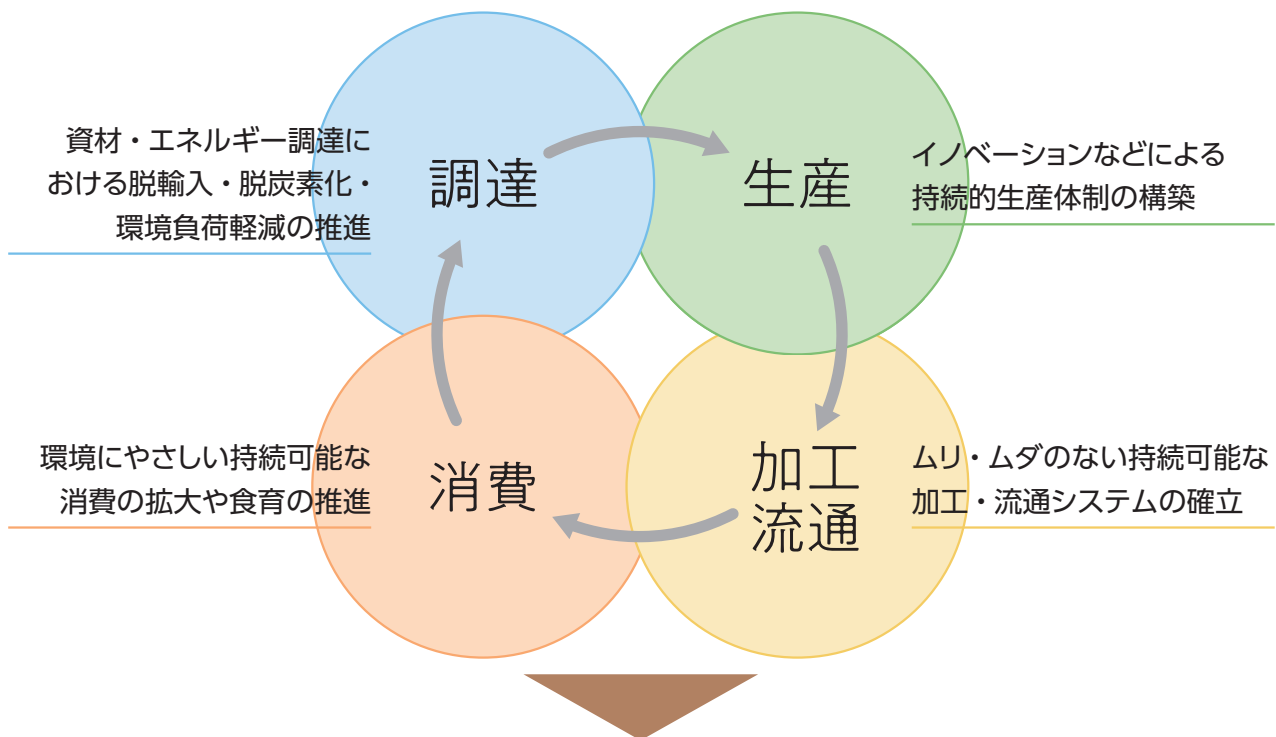 資材・エネルギー調達に
おける脱輸入・脱炭素化・
環境負荷軽減の推進
調達
生産
イノベーションなどによる
持続的生産体制の構築
環境にやさしい持続可能な
消費の拡大や食育の推進
消費
加工
流通
ムリ・ムダのない持続可能な
加工・流通システムの確立